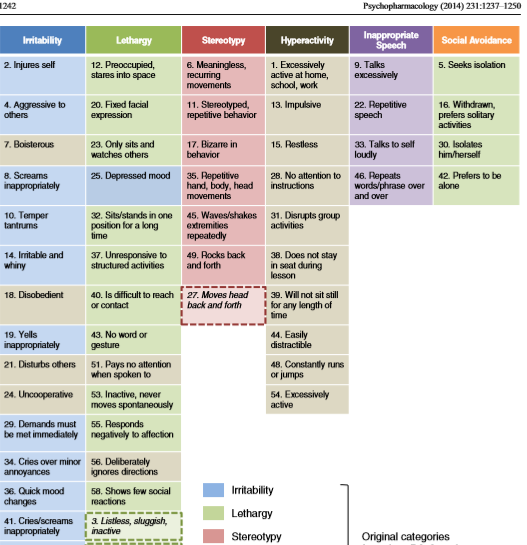 1242
Psychopharmacology (2014) 231:1237–1250
Irritability
Lethargy
Stereotypy
Hyperactivity
Inappropriate
Speech
Social Avoidance
2. Injures self
4. Aggressive to
others
7. Boisterous
8. Screams
inappropriately
10. Temper
tantrums
14. Irritable and
whiny
18. Disobedient
19. Yells
inappropriately
21. Disturbs others
24. Uncooperative
29. Demands must
be met immediately
34. Cries over minor
annoyances
36. Quick mood
changes
41. Cries/screams
inappropriately
12. Preoccupied,
stares into space
20. Fixed facial
expression
23. Only sits and
watches others
25. Depressed mood
32. Sits/stands in one
position for a long
time
37. Unresponsive to
structured activities
40. Is difficult to reach
or contact
43. No word or
gesture
51. Pays no attention
when spoken to
53. Inactive, never
moves spontaneously
55. Responds
negatively to affection
56. Deliberately
ignores directions
58. Shows few social
reactions
3. Listless, sluggish,
inactive
6. Meaningless,
recurring
movements
11. Stereotyped,
repetitive behavior
17. Bizarre in
behavior
35. Repetitive
hand, body, head
movements
45. Waves/shakes
extremities
repeatedly
49. Rocks back
and forth
27. Moves head
back and forth
1. Excessively
active at home,
school, work
13. Impulsive
15. Restless
28. No attention to
instructions
31. Disrupts group
activities
38. Does not stay
in seat during
lesson
39. Will not sit still
for any length of
time
44. Easily
distractible
48. Constantly runs
or jumps
54. Excessively
active
9. Talks
excessively
22. Repetitive
speech
33. Talks to self
loudly
46. Repeats
words/phrase over
and over
5. Seeks isolation
16. Withdrawn,
prefers solitary
activities
30. Isolates
him/herself
42. Prefers to be
alone
Irritability
Lethargy
Stereotypy
Original categories